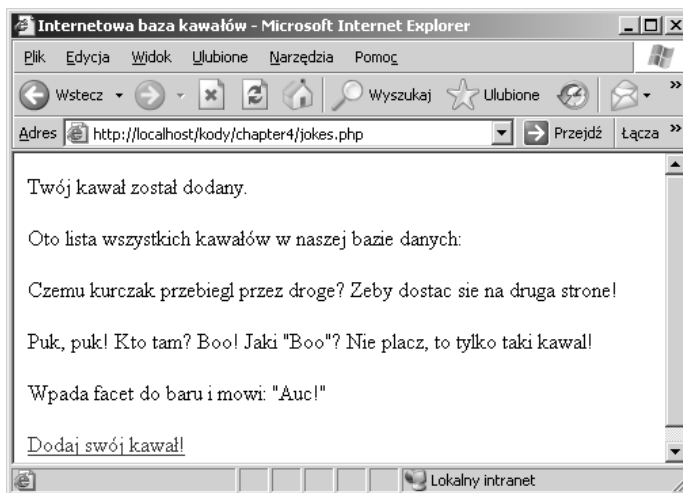 Internetowa baza kawałów - Microsoft Internet Explorer
Plik Edycja Widok Ulubione Narzędzia Pomoc
Wstecz Wyszukaj Ulubione »
Adres http://localhost/kody/chapter4/jokes.php Przejdź Łącza »
Twój kawał został dodany.
Oto lista wszystkich kawałów w naszej bazie danych:
Czemu kurczak przebiegl przez droge? Zeby dostac sie na druga strone!
Puk, puk! Kto tam? Boo! Jaki "Boo"? Nie placz, to tylko taki kawal!
Wpada facet do baru i mowi: "Auc!"
Dodaj swój kawał!
Lokalny intranet